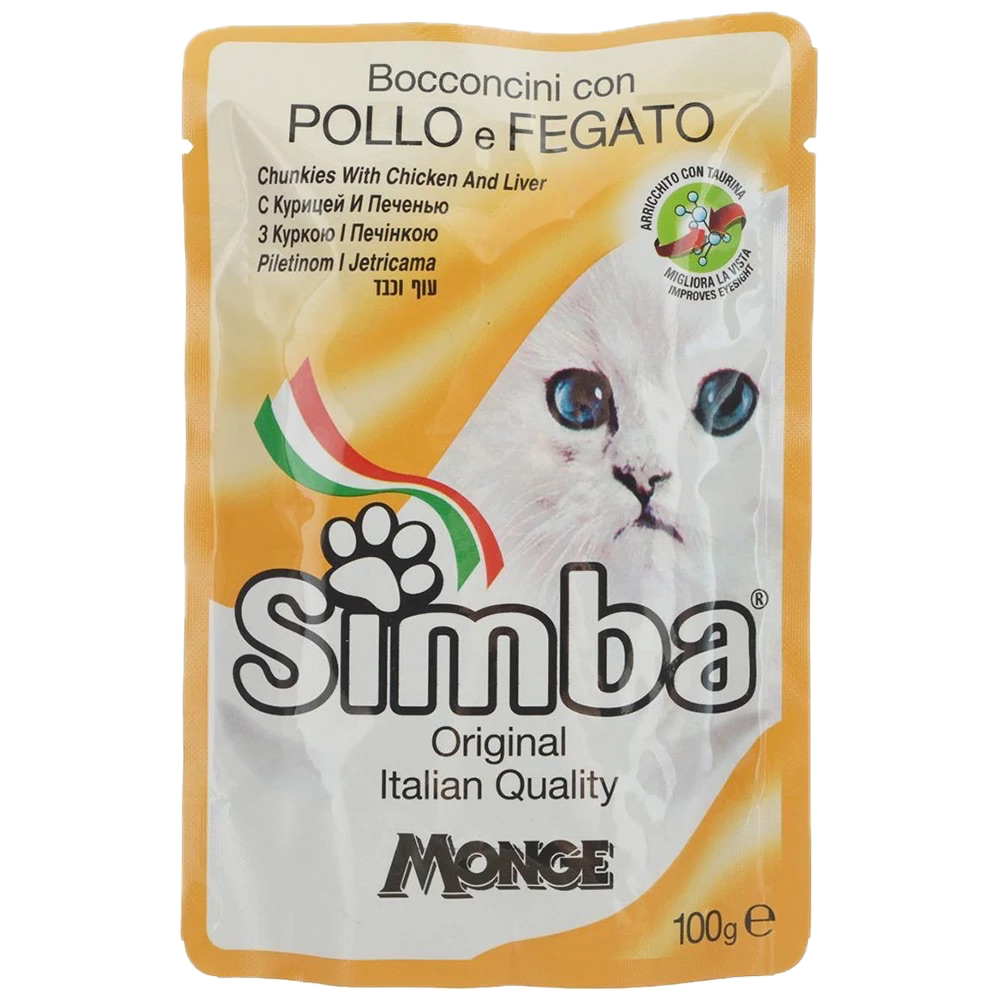 Bocconcini con
POLLO e FEGATO
Chunkies With Chicken And Liver
С Курицей И Печенью
З Куркою І Печінкою
Piletinom I Jetricama
עוף וכבד
ARRICCHITO CON TAURINA
MIGLIORA LA VISTA
IMPROVES EYESIGHT
Simba®
Original
Italian Quality
MONGE
100g ℮